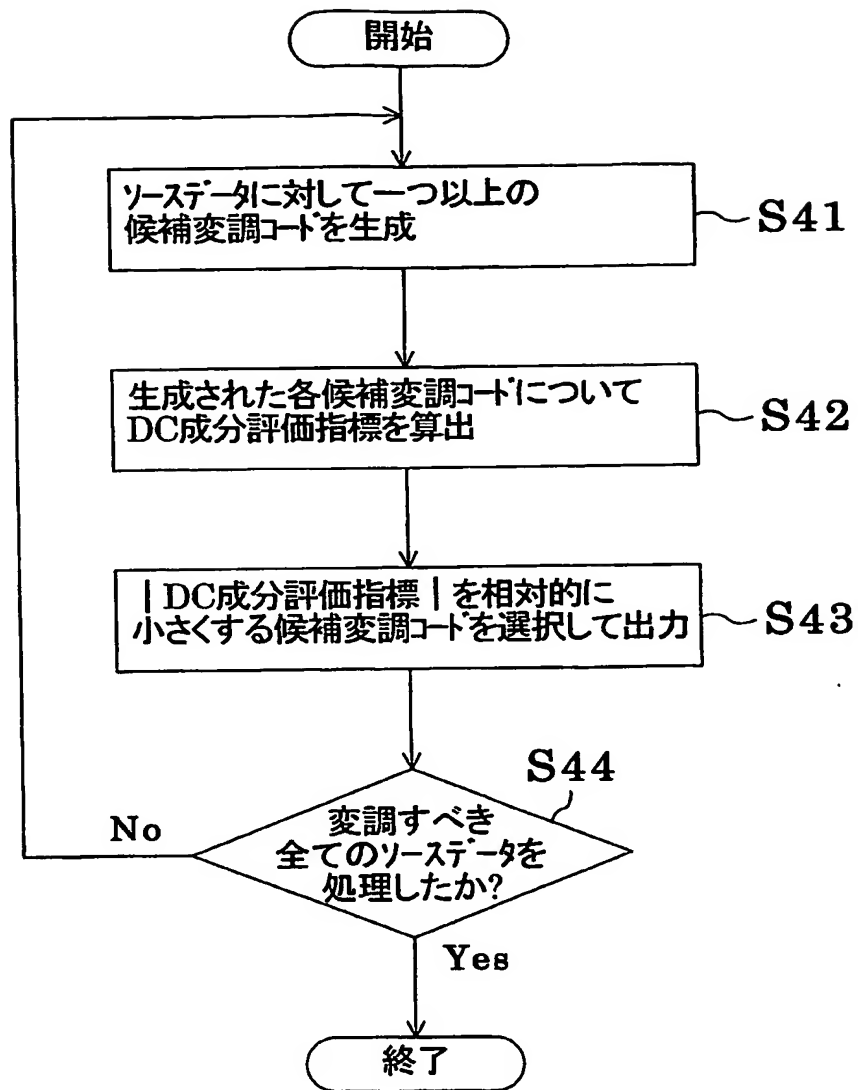 開始
ソースデータに対して一つ以上の
候補変調コードを生成
S41
生成された各候補変調コードについて
DC成分評価指標を算出
S42
｜DC成分評価指標｜を相対的に
小さくする候補変調コードを選択して出力
S43
S44
変調すべき
全てのソースデータを
処理したか?
No
Yes
終了